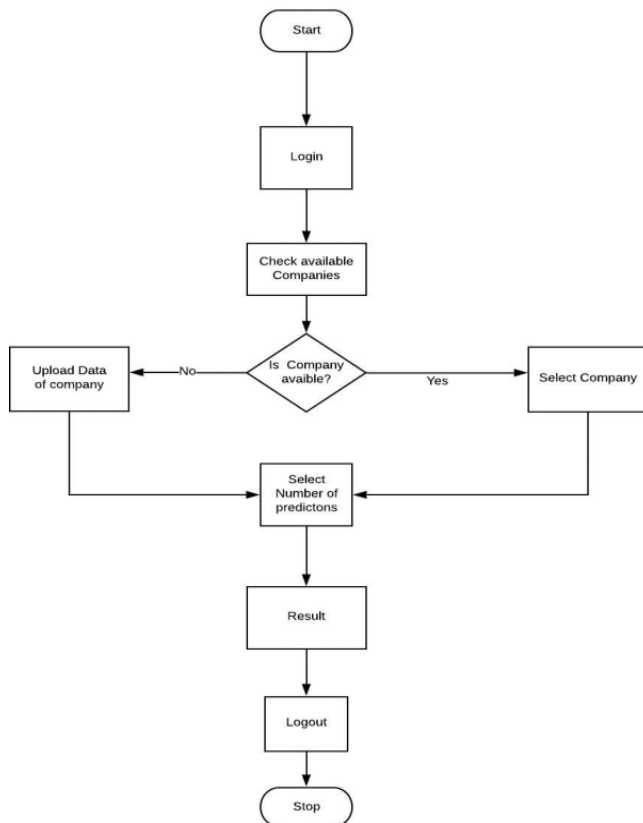 Start
Login
Check available
Companies
Is Company
avaible?
No
Yes
Upload Data
of company
Select Company
Select
Number of
predictons
Result
Logout
Stop